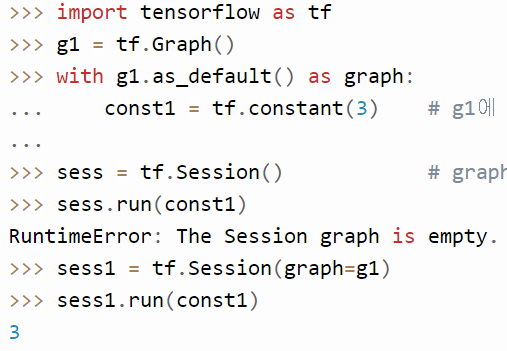 >>> import tensorflow as tf
>>> g1 = tf.Graph()
>>> with g1.as_default() as graph:
...     const1 = tf.constant(3)    # g1에
...
>>> sess = tf.Session()            # graph
>>> sess.run(const1)
RuntimeError: The Session graph is empty.
>>> sess1 = tf.Session(graph=g1)
>>> sess1.run(const1)
3